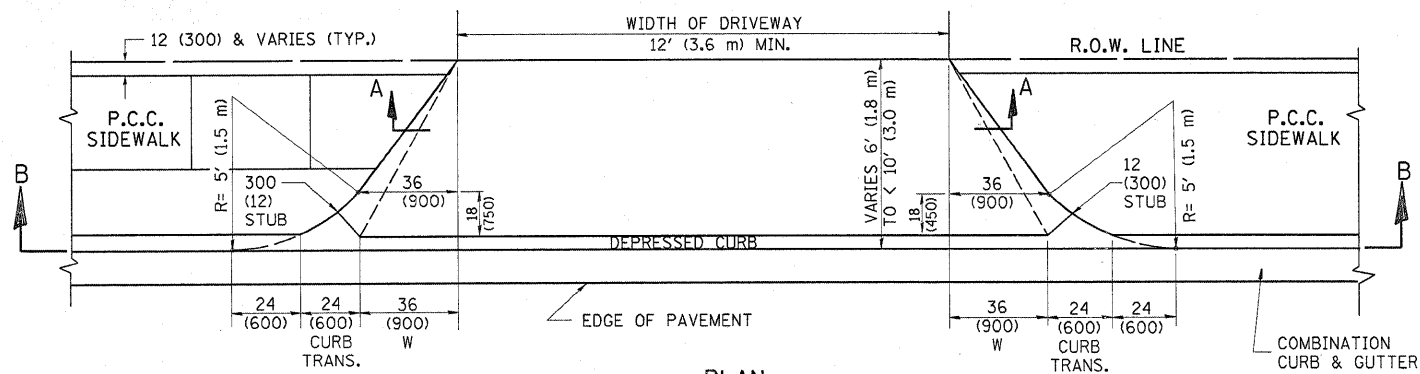 WIDTH OF DRIVEWAY
12' (3.6 m) MIN.
12 (300) & VARIES (TYP.)
R.O.W. LINE
A
A
P.C.C.
SIDEWALK
P.C.C.
SIDEWALK
R= 5' (1.5 m)
VARIES 6' (1.8 m)
TO < 10' (3.0 m)
R= 5' (1.5 m)
B
B
300
(12)
STUB
36
(900)
18
(750)
18
(450)
36
(900)
12
(300)
STUB
DEPRESSED CURB
24
(600)
24
(600)
CURB
TRANS.
36
(900)
W
EDGE OF PAVEMENT
36
(900)
W
24
(600)
CURB
TRANS.
24
(600)
COMBINATION
CURB & GUTTER
PLAN